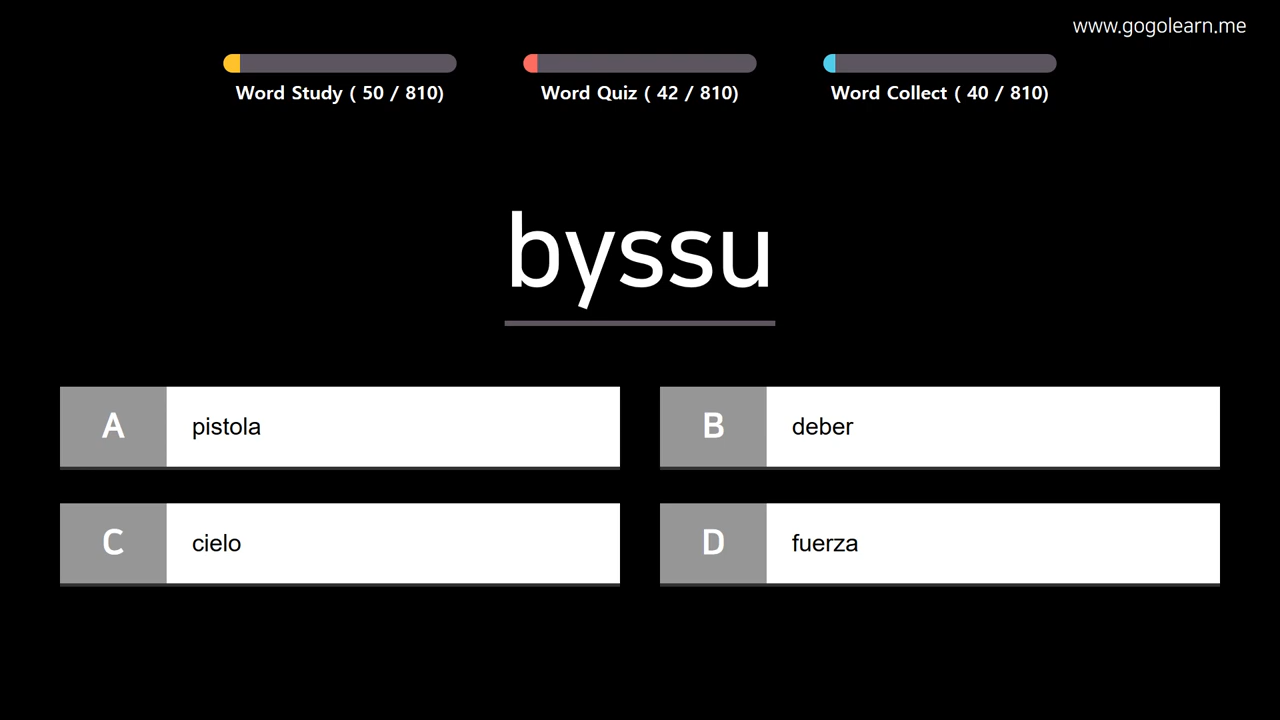 www.gogolearn.me
Word Study ( 50 / 810)
Word Quiz ( 42 / 810)
Word Collect ( 40 / 810)
byssu
A
pistola
B
deber
C
cielo
D
fuerza